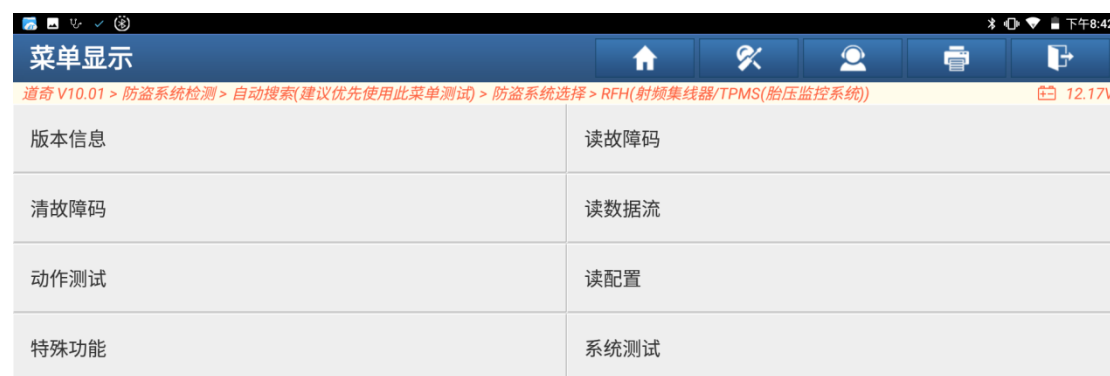 下午8:42
菜单显示
道奇 V10.01 > 防盗系统检测 > 自动搜索(建议优先使用此菜单测试) > 防盗系统选择 > RFH(射频集线器/TPMS(胎压监控系统)) 12.17V
版本信息 读故障码
清故障码 读数据流
动作测试 读配置
特殊功能 系统测试